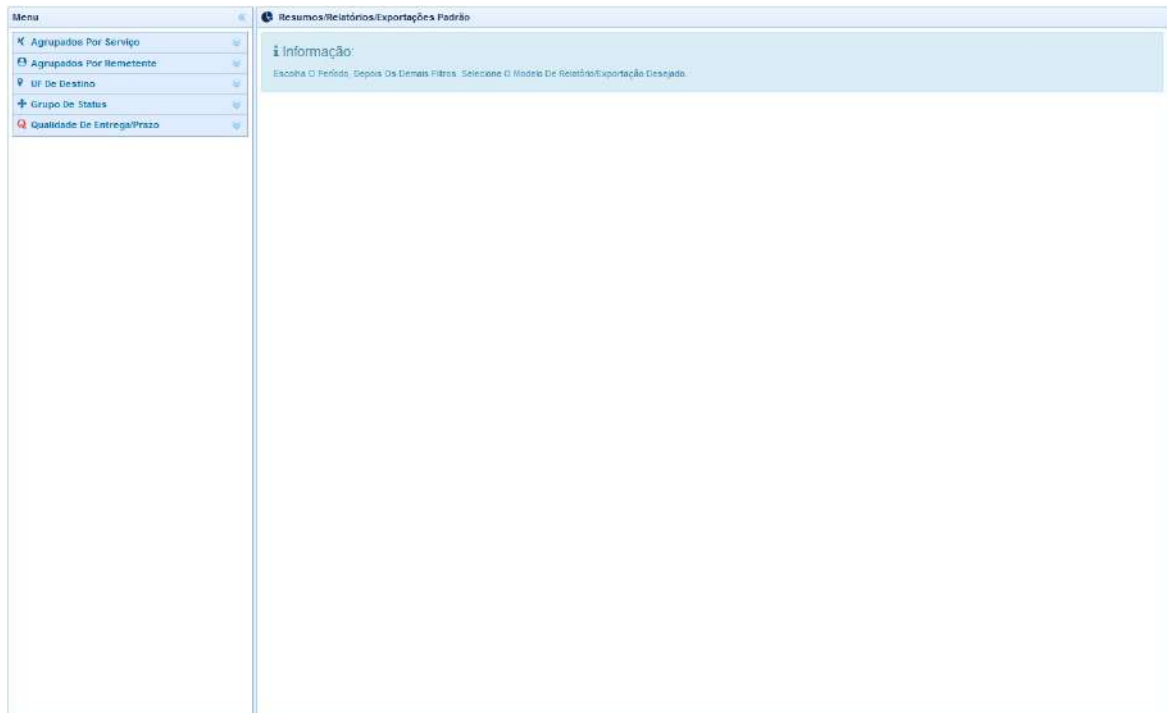 Menu
Agrupados Por Serviço
Agrupados Por Remetente
UF De Destino
Grupo De Status
Qualidade De Entrega/Prazo
Resumos/Relatórios/Exportações Padrão
Informação:
Escolha O Período, Depois Os Demais Filtros. Selecione O Modelo De Relatório/Exportação Desejado.